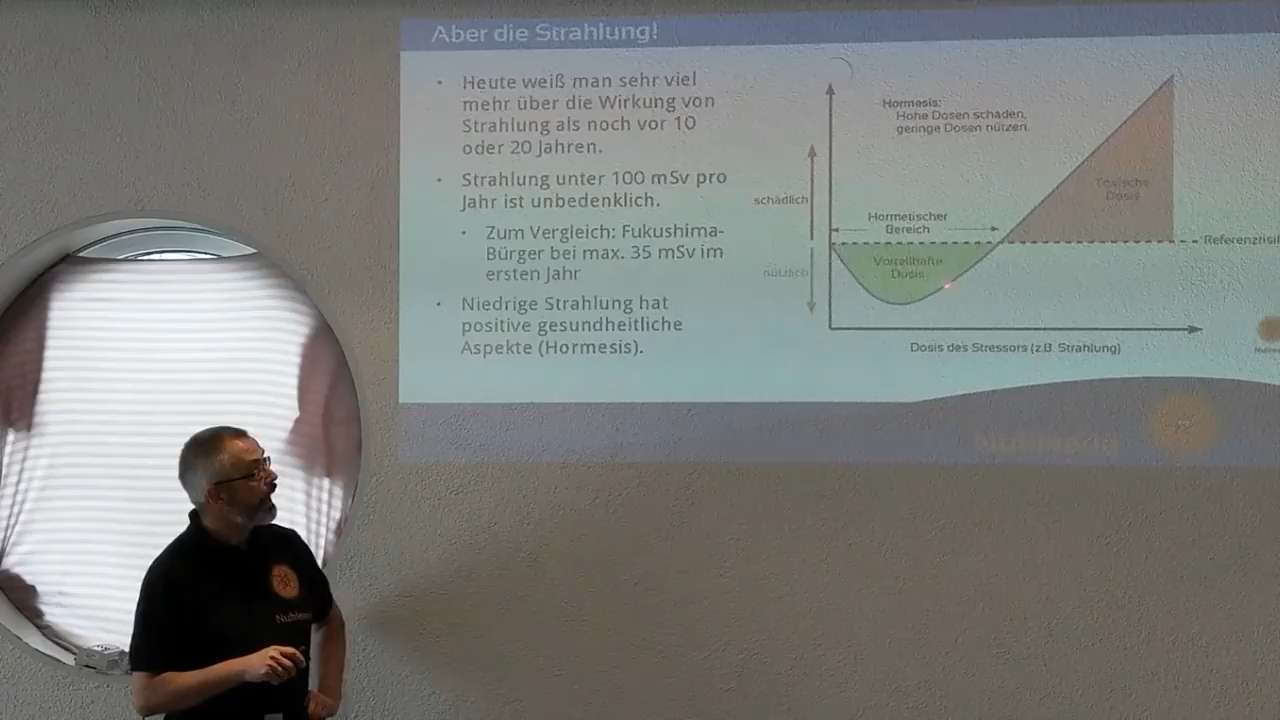 Aber die Strahlung!
Heute weiß man sehr viel
mehr über die Wirkung von
Strahlung als noch vor 10
oder 20 Jahren.
Strahlung unter 100 mSv pro
Jahr ist unbedenklich.
Zum Vergleich: Fukushima-
Bürger bei max. 35 mSv im
ersten Jahr
Niedrige Strahlung hat
positive gesundheitliche
Aspekte (Hormesis).
Hormesis:
Hohe Dosen schaden,
geringe Dosen nützen.
schädlich
nützlich
Hormetischer
Bereich
Vorteilhafte
Dosis
Toxische
Dosis
Dosis des Stressors (z.B. Strahlung)